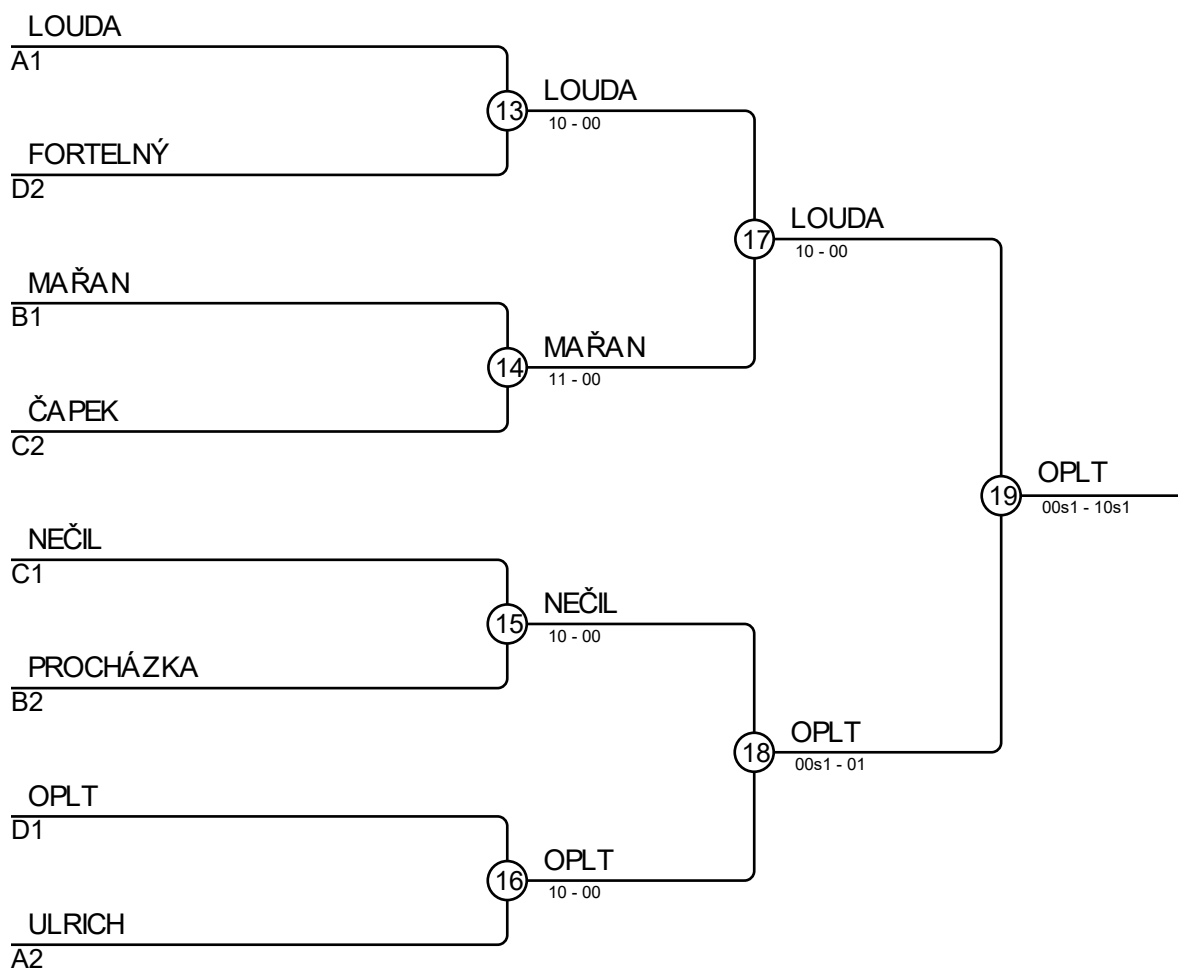 LOUDA
A1
13
LOUDA
10 - 00
FORTELNÝ
D2
17
LOUDA
10 - 00
MAŘAN
B1
14
MAŘAN
11 - 00
ČAPEK
C2
19
OPLT
00s1 - 10s1
NEČIL
C1
15
NEČIL
10 - 00
PROCHÁZKA
B2
18
OPLT
00s1 - 01
OPLT
D1
16
OPLT
10 - 00
ULRICH
A2